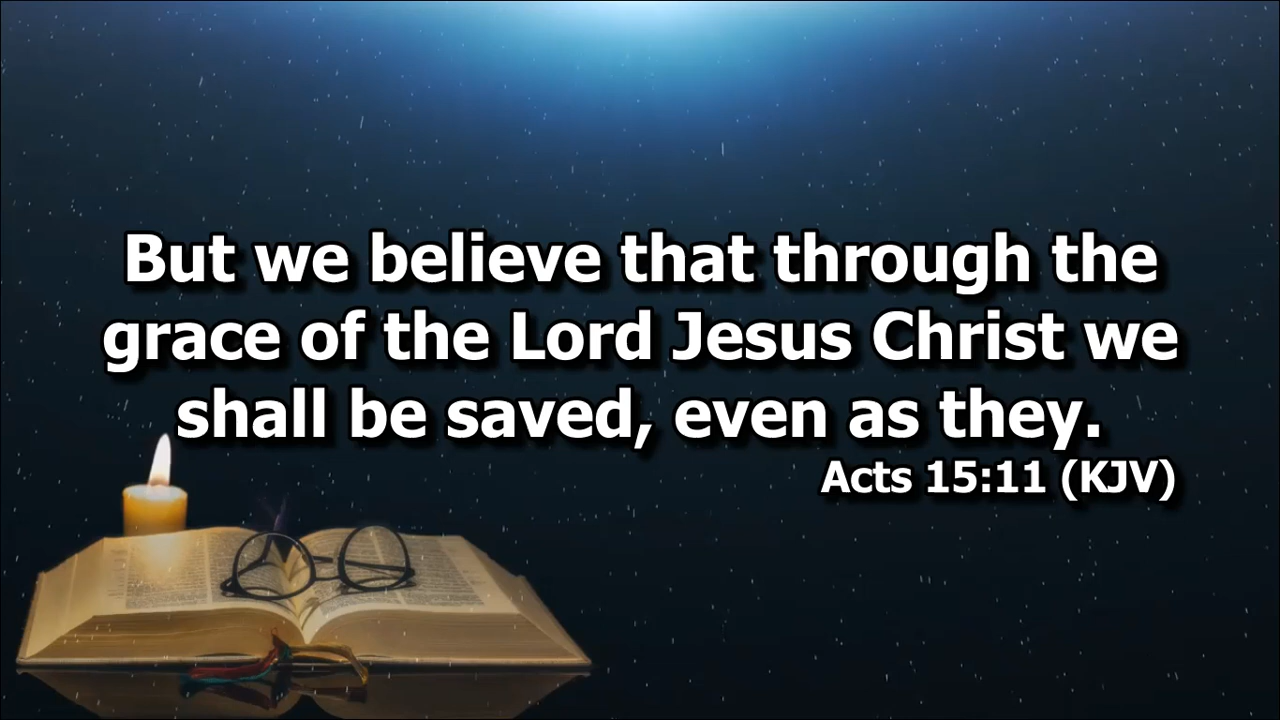 But we believe that through the
grace of the Lord Jesus Christ we
shall be saved, even as they.
Acts 15:11 (KJV)